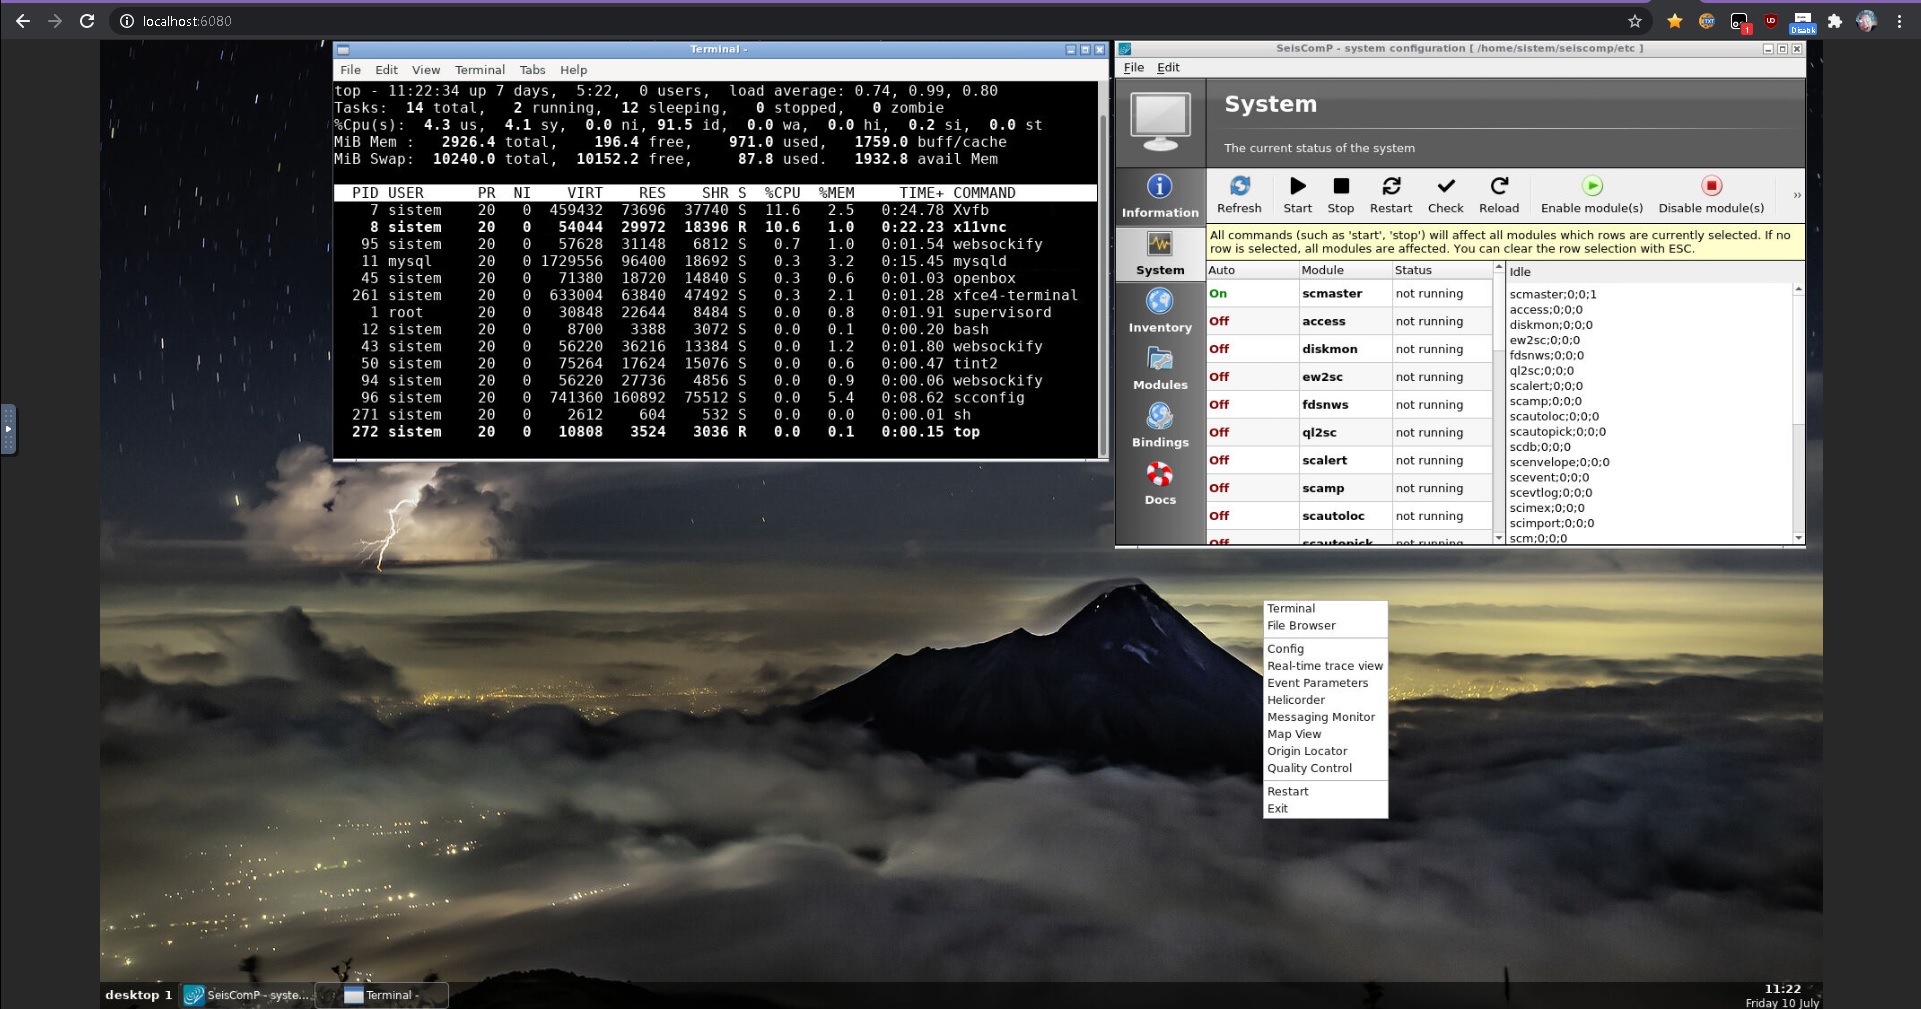 localhost:6080
1
UD
Disable
Terminal -
File Edit View Terminal Tabs Help
top - 11:22:34 up 7 days, 5:22, 0 users, load average: 0.74, 0.99, 0.80
Tasks: 14 total, 2 running, 12 sleeping, 0 stopped, 0 zombie
%Cpu(s): 4.3 us, 4.1 sy, 0.0 ni, 91.5 id, 0.0 wa, 0.0 hi, 0.2 si, 0.0 st
MiB Mem : 2926.4 total, 196.4 free, 971.0 used, 1759.0 buff/cache
MiB Swap: 10240.0 total, 10152.2 free, 87.8 used. 1932.8 avail Mem
PID USER PR NI VIRT RES SHR S %CPU %MEM TIME+ COMMAND
7 sistem 20 0 459432 73696 37740 S 11.6 2.5 0:24.78 Xvfb
8 sistem 20 0 54044 29972 18396 R 10.6 1.0 0:22.23 x11vnc
95 sistem 20 0 57628 31148 6812 S 0.7 1.0 0:01.54 websockify
11 mysql 20 0 1729556 96400 18692 S 0.3 3.2 0:15.45 mysqld
45 sistem 20 0 71380 18720 14840 S 0.3 0.6 0:01.03 openbox
261 sistem 20 0 633004 63840 47492 S 0.3 2.1 0:01.28 xfce4-terminal
1 root 20 0 30848 22644 8484 S 0.0 0.8 0:01.91 supervisord
12 sistem 20 0 8700 3388 3072 S 0.0 0.1 0:00.20 bash
43 sistem 20 0 56220 36216 13384 S 0.0 1.2 0:01.80 websockify
50 sistem 20 0 75264 17624 15076 S 0.0 0.6 0:00.47 tint2
94 sistem 20 0 56220 27736 4856 S 0.0 0.9 0:00.06 websockify
96 sistem 20 0 741360 160892 75512 S 0.0 5.4 0:08.62 scconfig
271 sistem 20 0 2612 604 532 S 0.0 0.0 0:00.01 sh
272 sistem 20 0 10808 3524 3036 R 0.0 0.1 0:00.15 top
SeisComP - system configuration [ /home/sistem/seiscomp/etc ]
File Edit
System
The current status of the system
Information
System
Inventory
Modules
Bindings
Docs
Refresh Start Stop Restart Check Reload Enable module(s) Disable module(s) »
All commands (such as 'start', 'stop') will affect all modules which rows are currently selected. If no
row is selected, all modules are affected. You can clear the row selection with ESC.
Auto Module Status
On scmaster not running
Off access not running
Off diskmon not running
Off ew2sc not running
Off fdsnws not running
Off ql2sc not running
Off scalert not running
Off scamp not running
Off scautoloc not running
Off scautopick not running
Idle
scmaster;0;0;1
access;0;0;0
diskmon;0;0;0
ew2sc;0;0;0
fdsnws;0;0;0
ql2sc;0;0;0
scalert;0;0;0
scamp;0;0;0
scautoloc;0;0;0
scautopick;0;0;0
scdb;0;0;0
scenvelope;0;0;0
scevent;0;0;0
scevtlog;0;0;0
scimex;0;0;0
scimport;0;0;0
scm;0;0;0
Terminal
File Browser
Config
Real-time trace view
Event Parameters
Helicorder
Messaging Monitor
Map View
Origin Locator
Quality Control
Restart
Exit
desktop 1
SeisComP - syste...
Terminal -
11:22
Friday 10 July